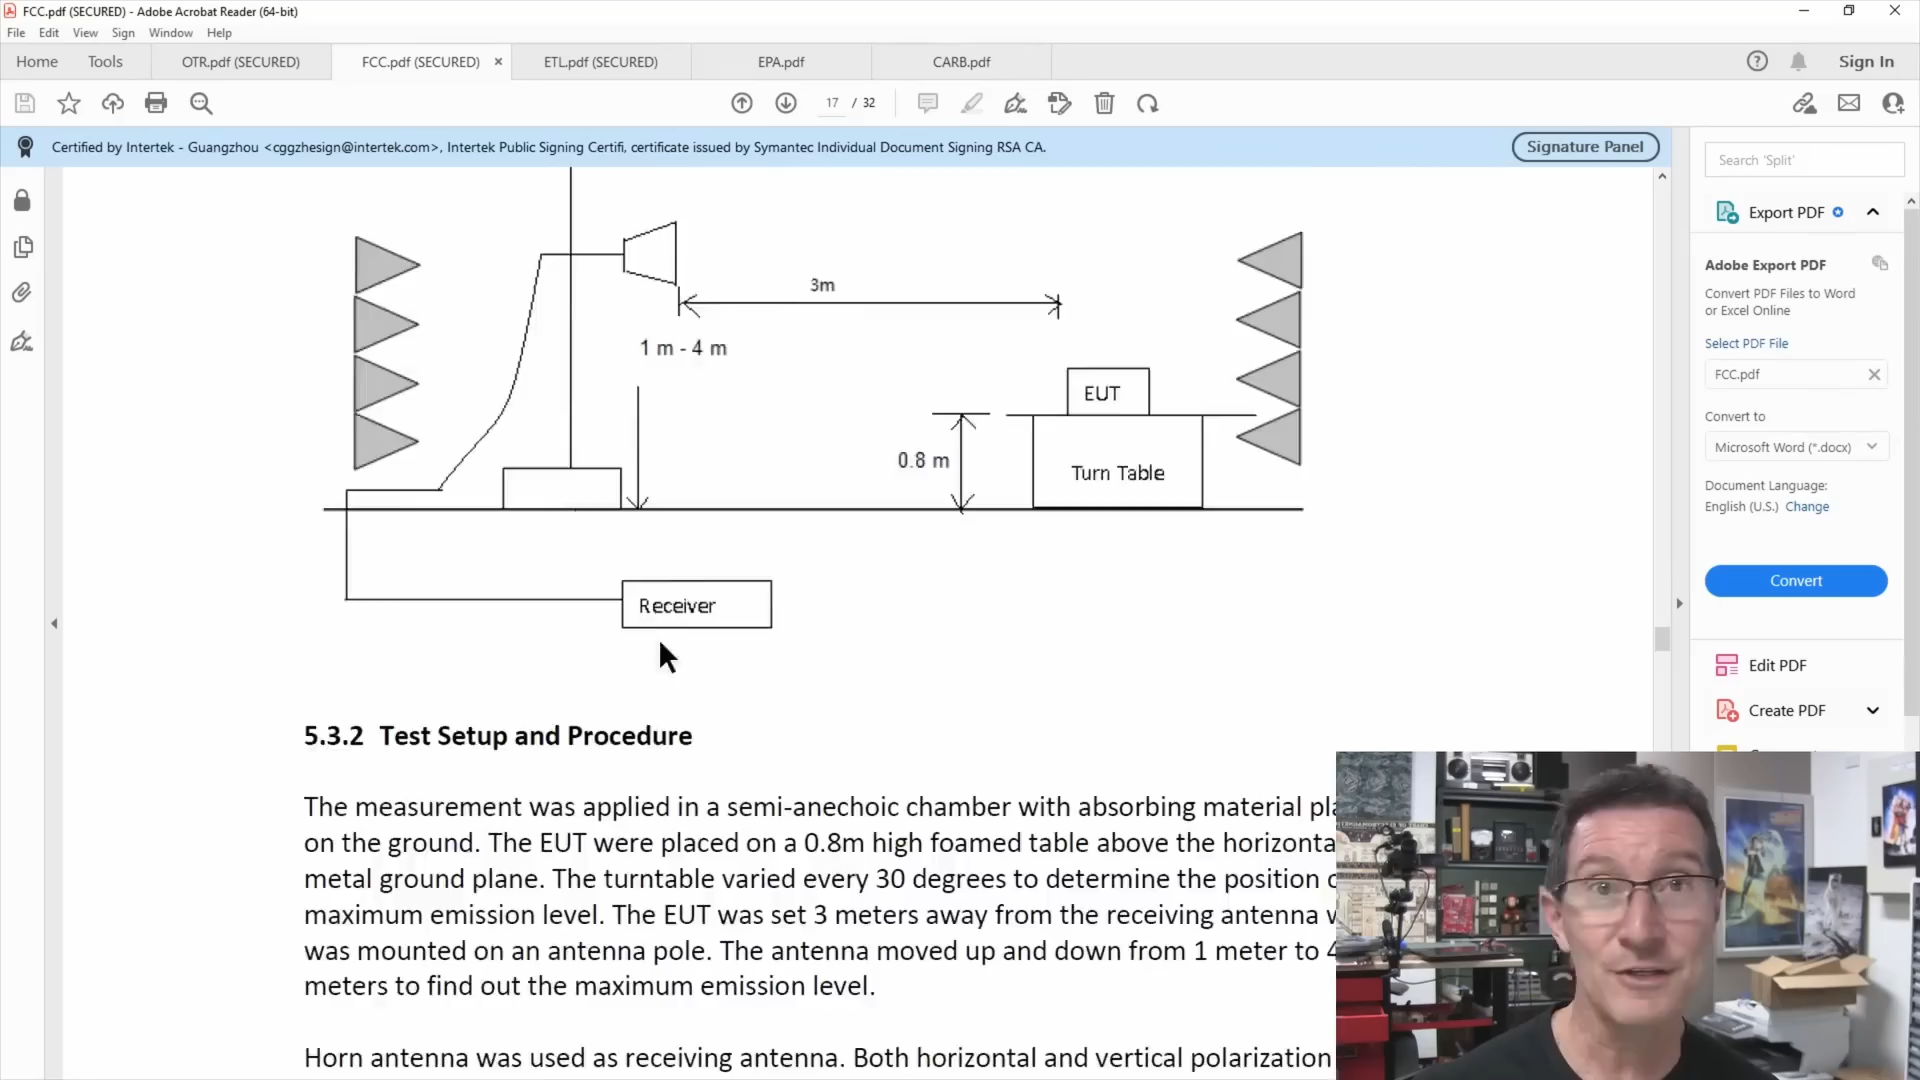 FCC.pdf (SECURED) - Adobe Acrobat Reader (64-bit)
File Edit View Sign Window Help
Home Tools OTR.pdf (SECURED) FCC.pdf (SECURED) × ETL.pdf (SECURED) EPA.pdf CARB.pdf Sign In
17 / 32
Certified by Intertek - Guangzhou <cggzhesign@intertek.com>, Intertek Public Signing Certifi, certificate issued by Symantec Individual Document Signing RSA CA.
Signature Panel
3m
1 m - 4 m
EUT
0.8 m
Turn Table
Receiver
5.3.2 Test Setup and Procedure
The measurement was applied in a semi-anechoic chamber with absorbing material pla
on the ground. The EUT were placed on a 0.8m high foamed table above the horizonta
metal ground plane. The turntable varied every 30 degrees to determine the position o
maximum emission level. The EUT was set 3 meters away from the receiving antenna w
was mounted on an antenna pole. The antenna moved up and down from 1 meter to 4
meters to find out the maximum emission level.
Horn antenna was used as receiving antenna. Both horizontal and vertical polarization
Search 'Split'
Export PDF
Adobe Export PDF
Convert PDF Files to Word
or Excel Online
Select PDF File
FCC.pdf
Convert to
Microsoft Word (*.docx)
Document Language:
English (U.S.) Change
Convert
Edit PDF
Create PDF